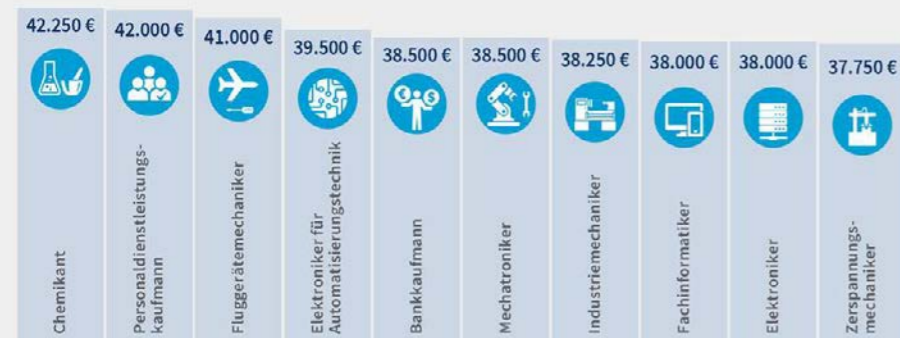 42.250 €
42.000 €
41.000 €
39.500 €
38.500 €
38.500 €
38.250 €
38.000 €
38.000 €
37.750 €
Chemikant
Personaldienstleistungs-
kaufmann
Fluggerätemechaniker
Elektroniker für
Automatisierungstechnik
Bankkaufmann
Mechatroniker
Industriemechaniker
Fachinformatiker
Elektroniker
Zerspannungs-
mechaniker